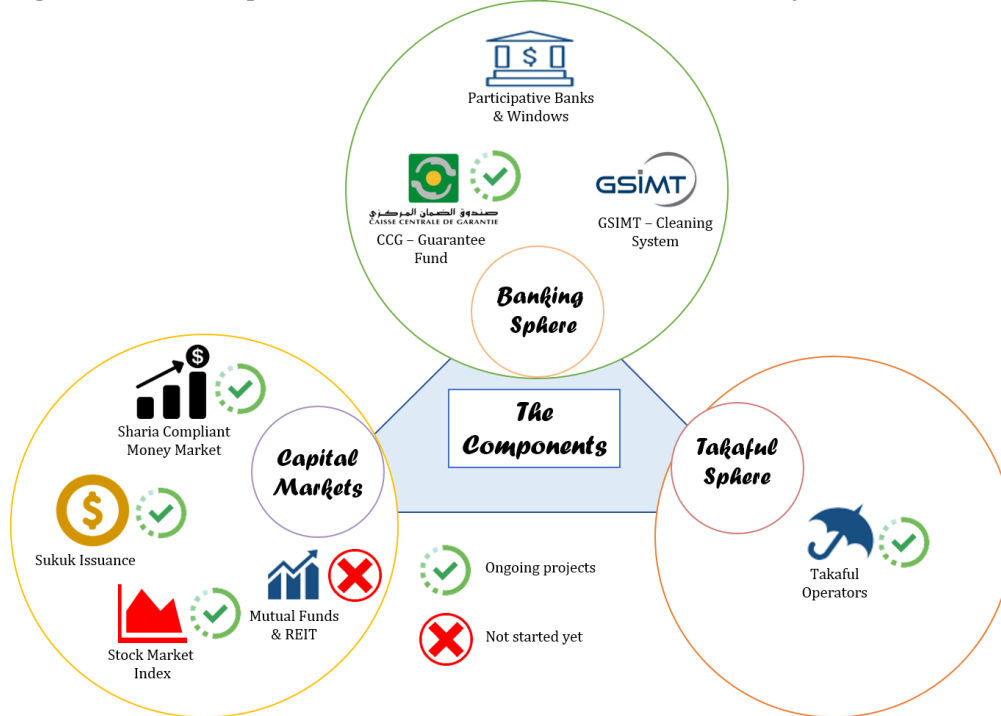 $
Participative Banks
& Windows
صندوق الضمان المركزي
CAISSE CENTRALE DE GARANTIE
CCG – Guarantee
Fund
GSIMT
GSIMT – Cleaning
System
Banking
Sphere
The
Components
$
Sharia Compliant
Money Market
Capital
Markets
$
Sukuk Issuance
Mutual Funds
& REIT
Stock Market
Index
Takaful
Sphere
Takaful
Operators
Ongoing projects
Not started yet